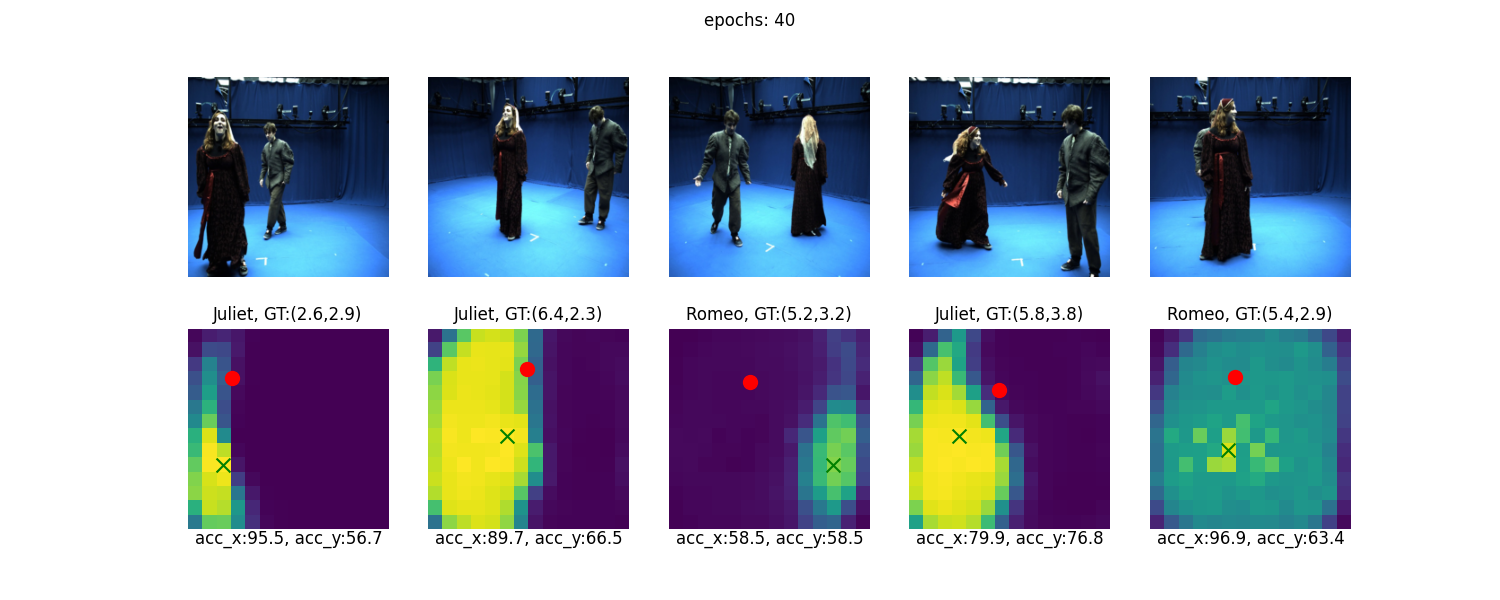 epochs: 40
Juliet, GT:(2.6,2.9)
Juliet, GT:(6.4,2.3)
Romeo, GT:(5.2,3.2)
Juliet, GT:(5.8,3.8)
Romeo, GT:(5.4,2.9)
acc_x:95.5, acc_y:56.7
acc_x:89.7, acc_y:66.5
acc_x:58.5, acc_y:58.5
acc_x:79.9, acc_y:76.8
acc_x:96.9, acc_y:63.4